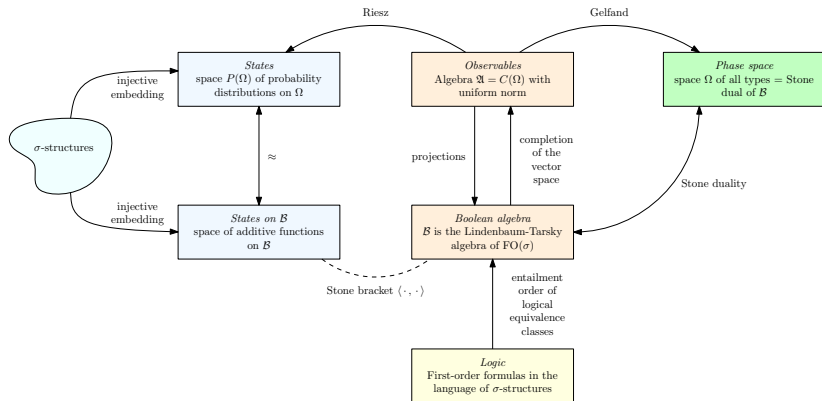 Riesz
Gelfand
States
space P(Ω) of probability
distributions on Ω
Observables
Algebra 𝔄 = C(Ω) with
uniform norm
Phase space
space Ω of all types = Stone
dual of ℬ
injective
embedding
σ-structures
≈
projections
completion
of the
vector
space
Stone duality
injective
embedding
States on ℬ
space of additive functions
on ℬ
Boolean algebra
ℬ is the Lindenbaum-Tarsky
algebra of FO(σ)
Stone bracket ⟨· , ·⟩
entailment
order of
logical
equivalence
classes
Logic
First-order formulas in the
language of σ-structures